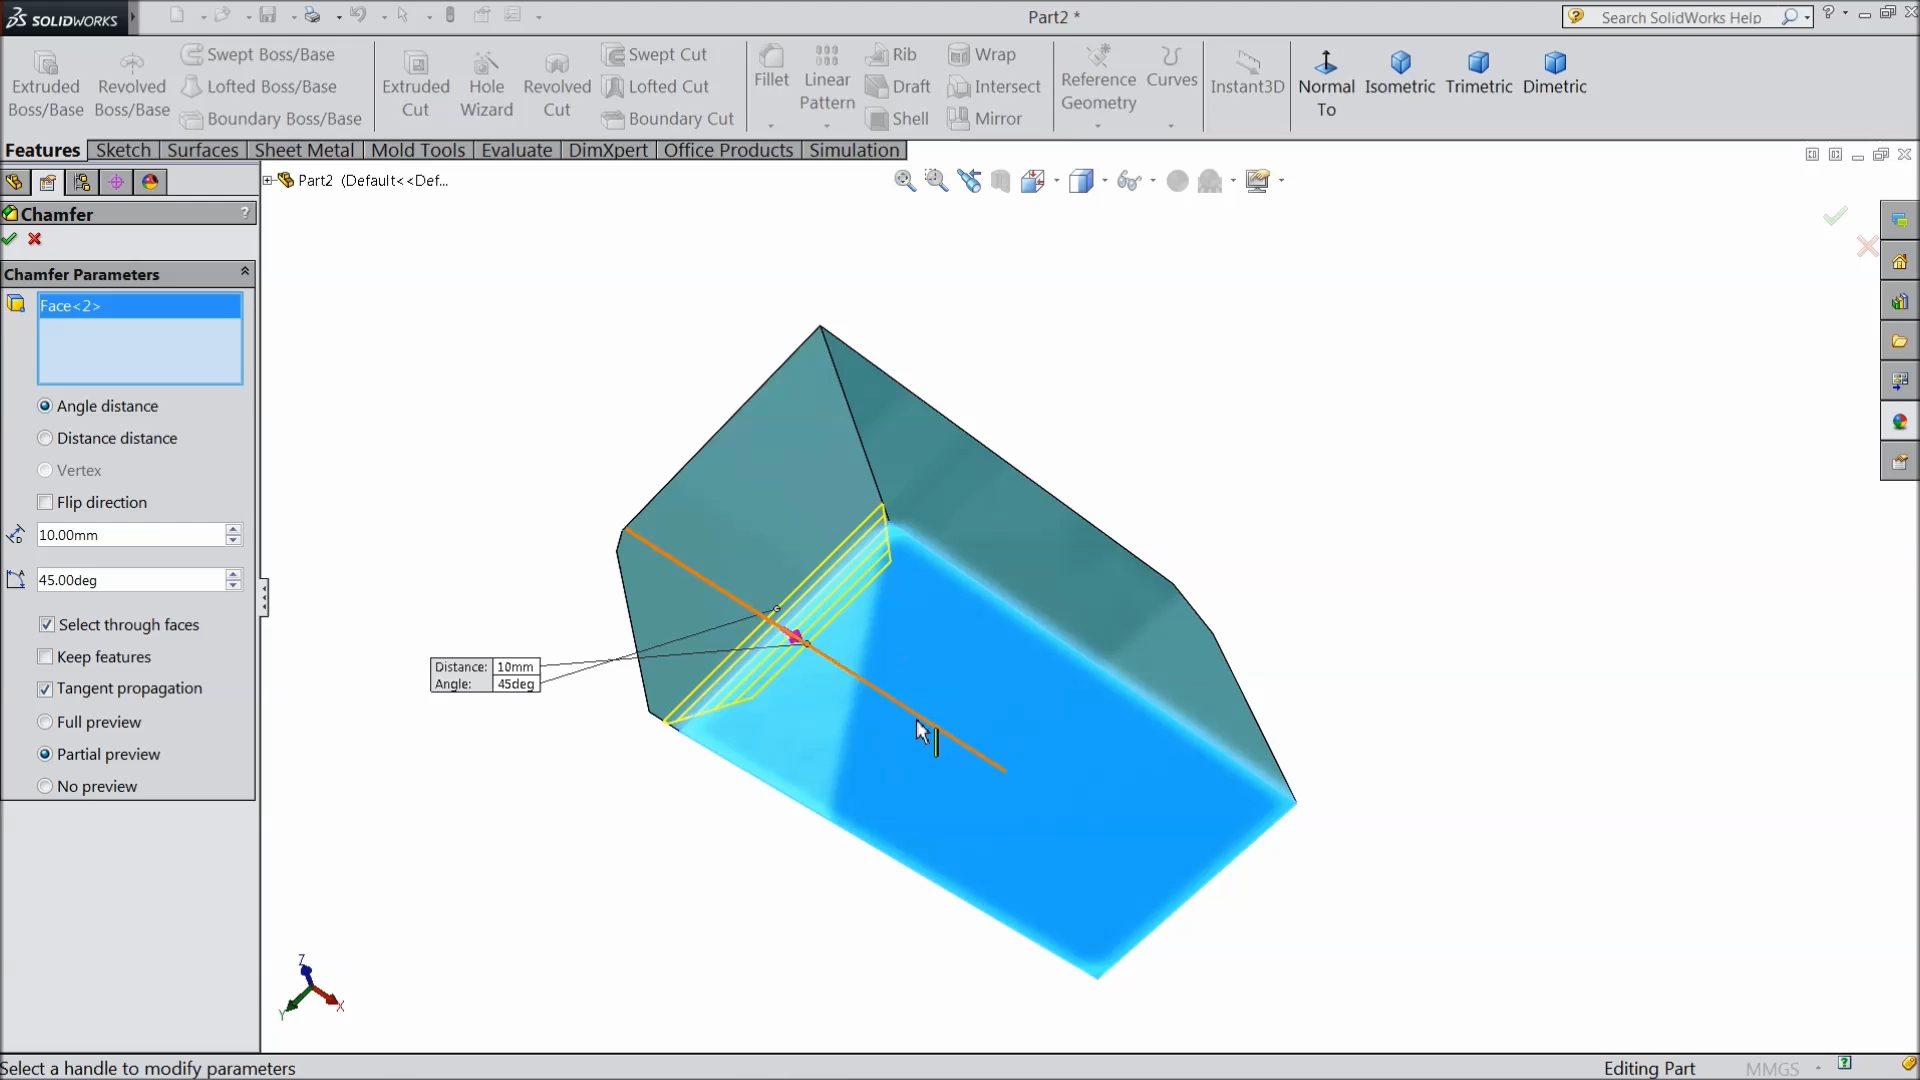 SOLIDWORKS
Part2 *
Search SolidWorks Help
Extruded Boss/Base
Revolved Boss/Base
Swept Boss/Base
Lofted Boss/Base
Boundary Boss/Base
Extruded Cut
Hole Wizard
Revolved Cut
Swept Cut
Lofted Cut
Boundary Cut
Fillet
Linear Pattern
Rib
Draft
Shell
Wrap
Intersect
Mirror
Reference Geometry
Curves
Instant3D
Normal To
Isometric
Trimetric
Dimetric
Features
Sketch
Surfaces
Sheet Metal
Mold Tools
Evaluate
DimXpert
Office Products
Simulation
Part2 (Default<<Def...
Chamfer
?
Chamfer Parameters
Face<2>
Angle distance
Distance distance
Vertex
Flip direction
10.00mm
45.00deg
Select through faces
Keep features
Tangent propagation
Full preview
Partial preview
No preview
Distance: 10mm
Angle: 45deg
Z
Y
X
Select a handle to modify parameters
Editing Part
MMGS